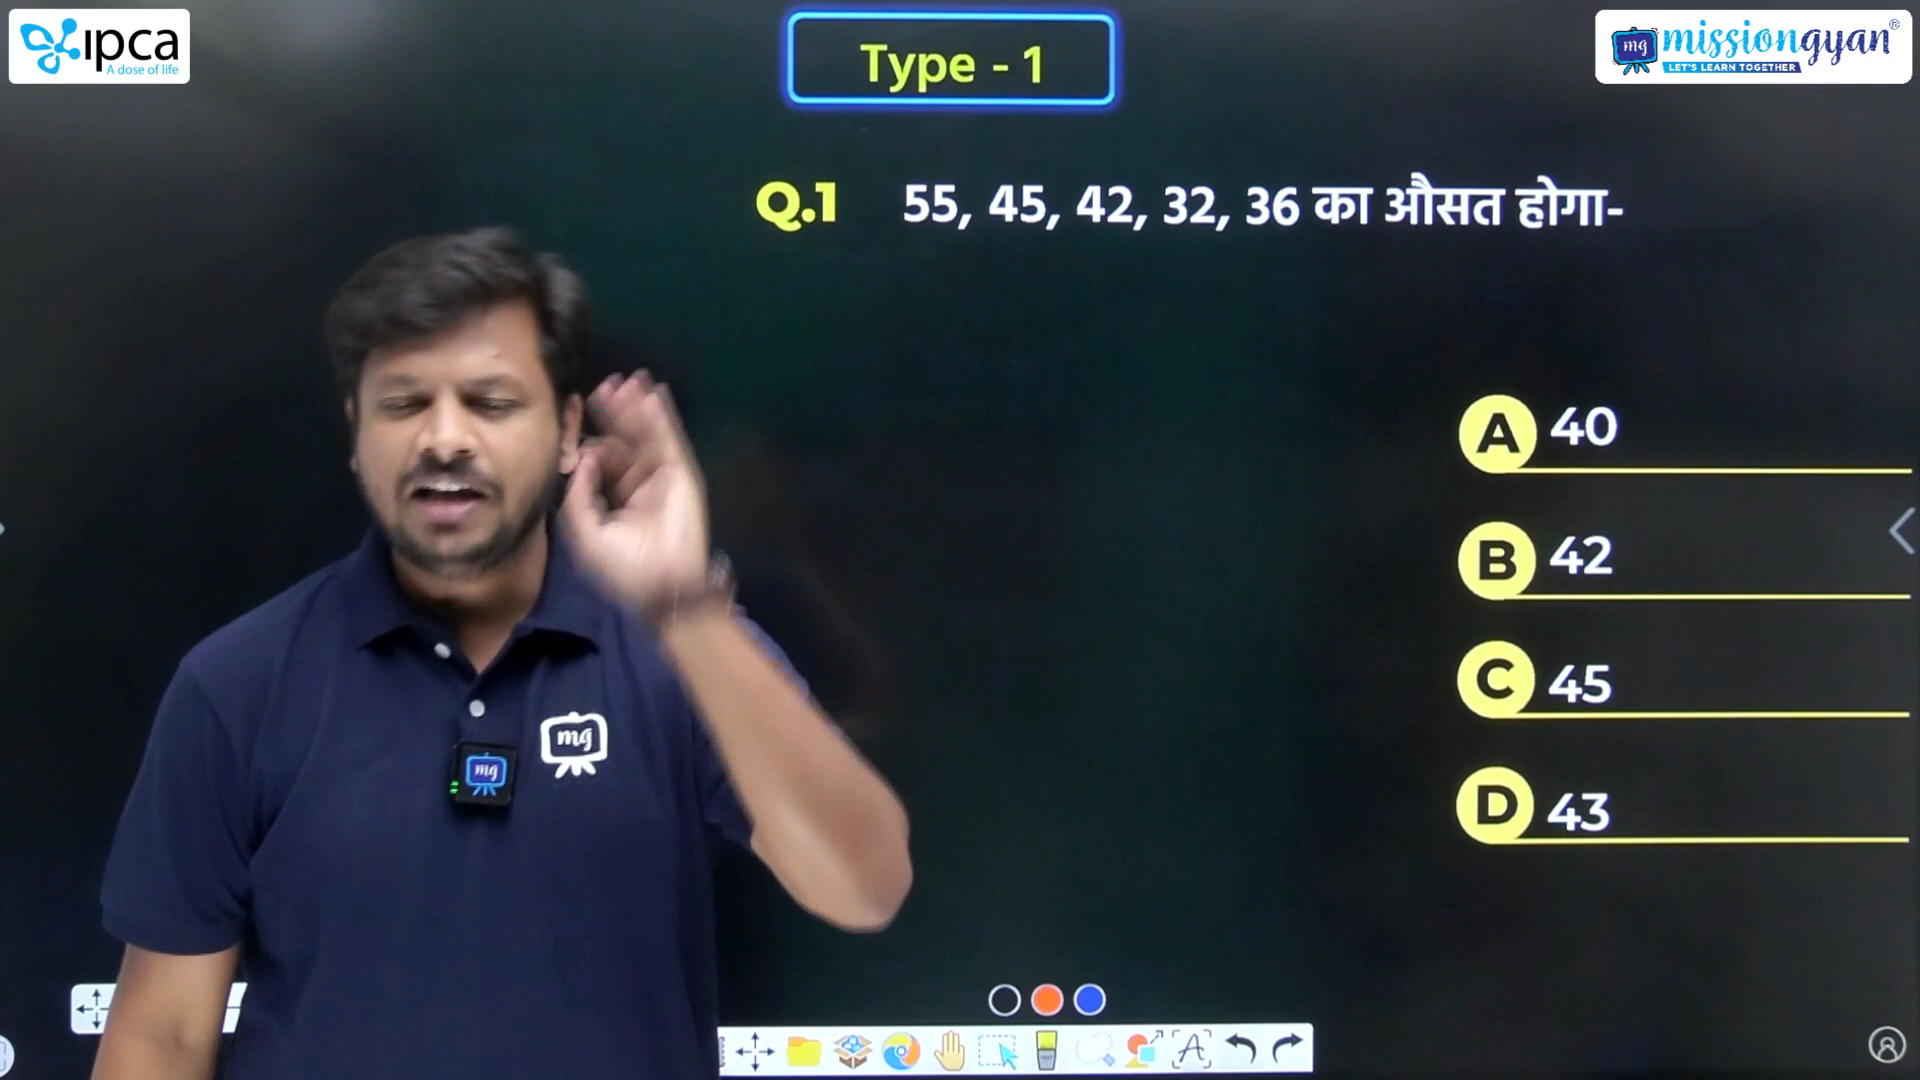 ıpca
A dose of life
Type - 1
mg missiongyan®
LET'S LEARN TOGETHER
Q.1 55, 45, 42, 32, 36 का औसत होगा-
A 40
B 42
C 45
D 43
mg
mg
A